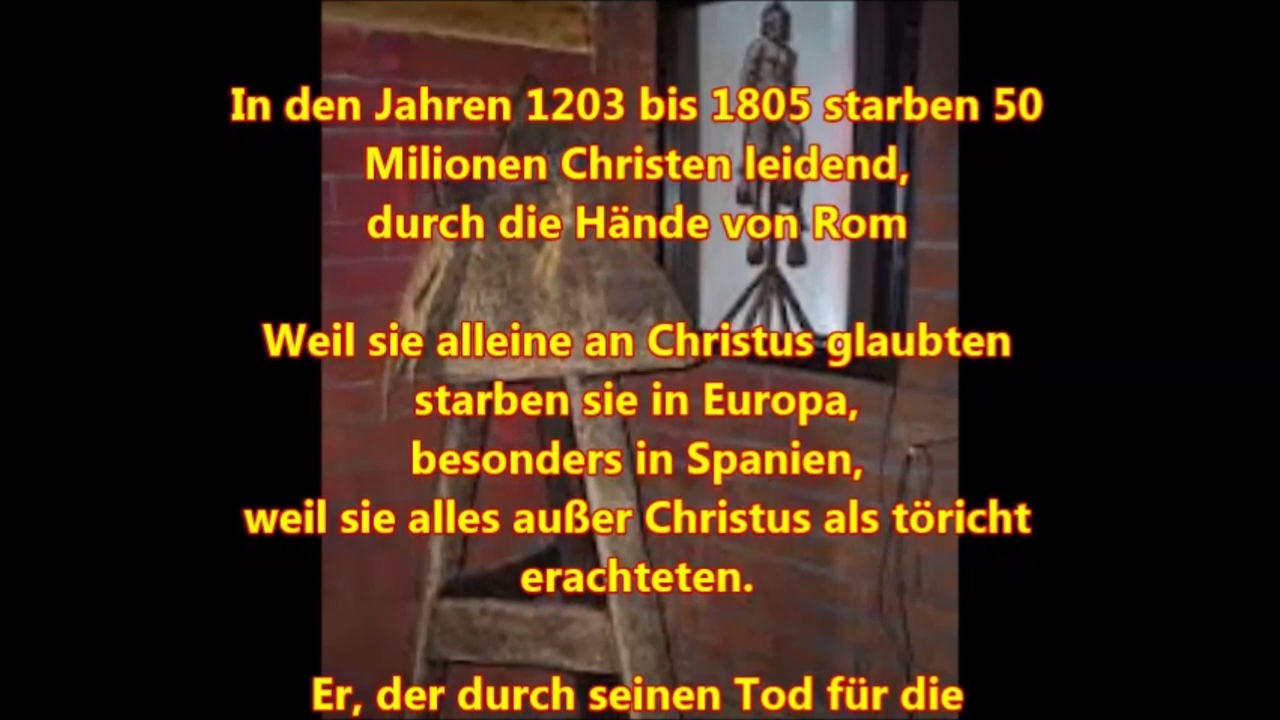 In den Jahren 1203 bis 1805 starben 50
Milionen Christen leidend,
durch die Hände von Rom
Weil sie alleine an Christus glaubten
starben sie in Europa,
besonders in Spanien,
weil sie alles außer Christus als töricht
erachteten.
Er, der durch seinen Tod für die